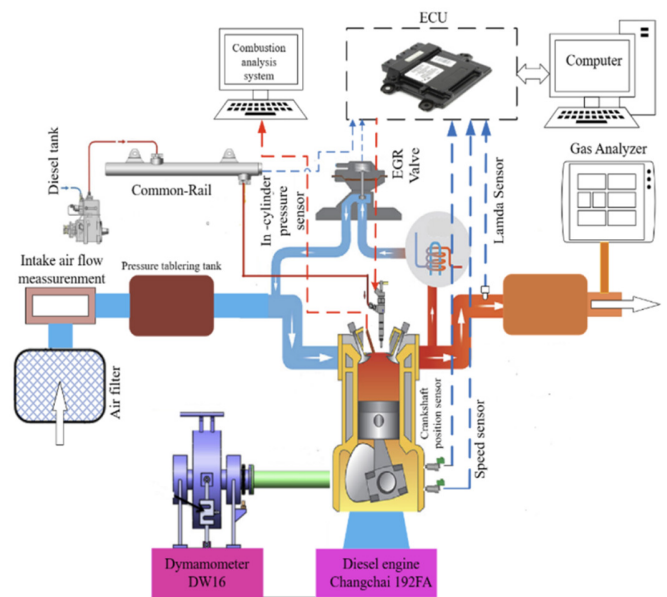 ECU
Combustion
analysis
system
Computer
Diesel tank
Common-Rail
In -cylinder
pressure
sensor
EGR
Valve
Lamda Sensor
Gas Analyzer
Intake air flow
meassurenment
Pressure tablering tank
Air filter
Crankshaft
position sensor
Speed sensor
Dymamometer
DW16
Diesel engine
Changchai 192FA